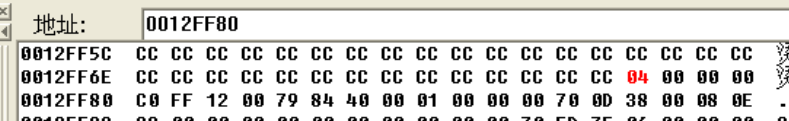 地址: 0012FF80
0012FF5C CC CC CC CC CC CC CC CC CC CC CC CC CC CC CC CC CC CC
0012FF6E CC CC CC CC CC CC CC CC CC CC CC CC CC CC 04 00 00 00
0012FF80 C0 FF 12 00 79 84 40 00 01 00 00 00 70 0D 38 00 08 0E .